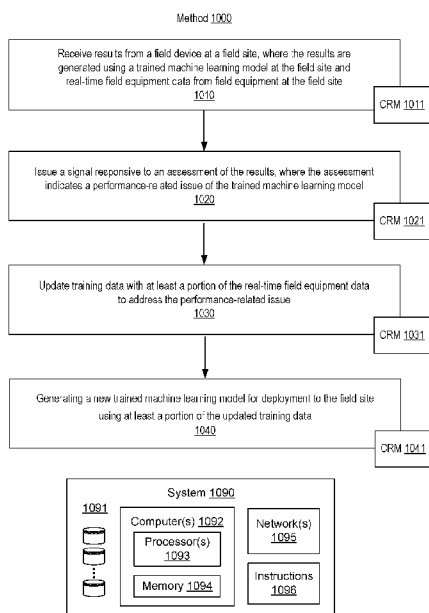 Method 1000
Receive results from a field device at a field site, where the results are
generated using a trained machine learning model at the field site and
real-time field equipment data from field equipment at the field site
1010
CRM 1011
Issue a signal responsive to an assessment of the results, where the assessment
indicates a performance-related issue of the trained machine learning model
1020
CRM 1021
Update training data with at least a portion of the real-time field equipment data
to address the performance-related issue
1030
CRM 1031
Generating a new trained machine learning model for deployment to the field site
using at least a portion of the updated training data
1040
CRM 1041
System 1090
1091
Computer(s) 1092
Processor(s)
1093
Memory 1094
Network(s)
1095
Instructions
1096